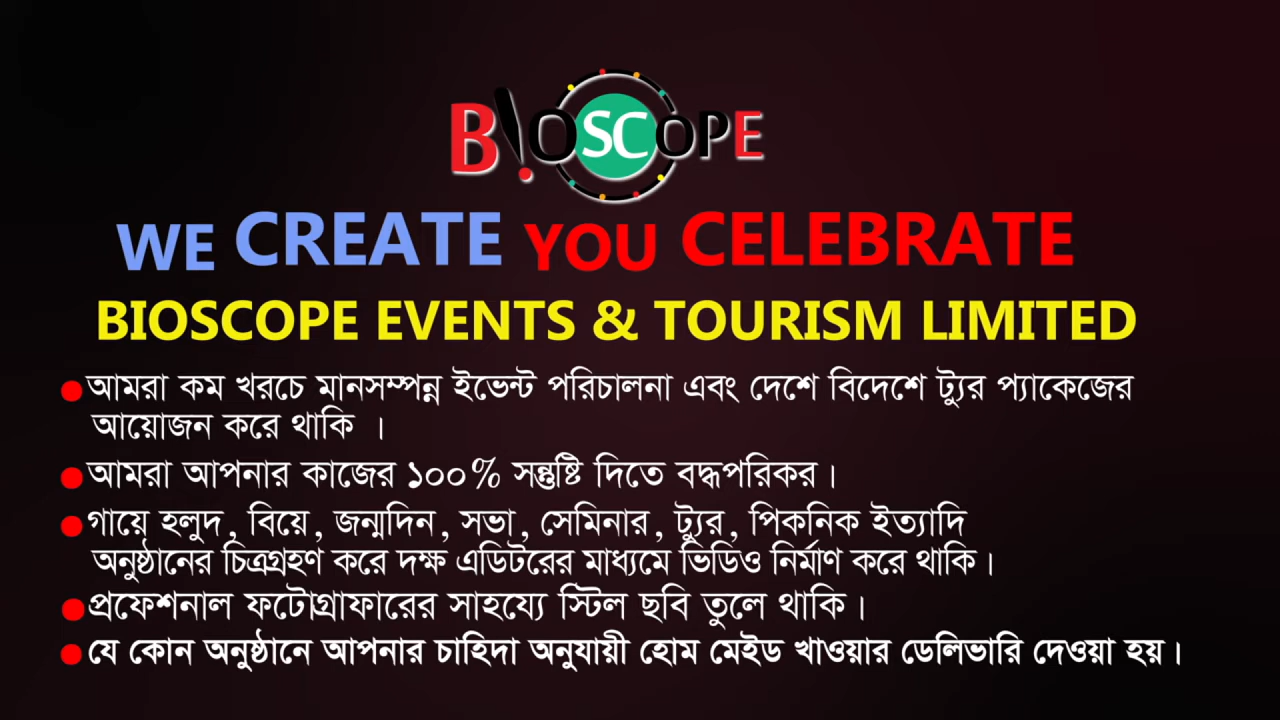 B!OSCOPE
WE CREATE YOU CELEBRATE
BIOSCOPE EVENTS & TOURISM LIMITED
আমরা কম খরচে মানসম্পন্ন ইভেন্ট পরিচালনা এবং দেশে বিদেশে ট্যুর প্যাকেজের
আয়োজন করে থাকি ।
আমরা আপনার কাজের ১০০% সন্তুষ্টি দিতে বদ্ধপরিকর।
গায়ে হলুদ, বিয়ে, জন্মদিন, সভা, সেমিনার, ট্যুর, পিকনিক ইত্যাদি
অনুষ্ঠানের চিত্রগ্রহণ করে দক্ষ এডিটরের মাধ্যমে ভিডিও নির্মাণ করে থাকি।
প্রফেশনাল ফটোগ্রাফারের সাহয্যে স্টিল ছবি তুলে থাকি।
যে কোন অনুষ্ঠানে আপনার চাহিদা অনুযায়ী হোম মেইড খাওয়ার ডেলিভারি দেওয়া হয়।